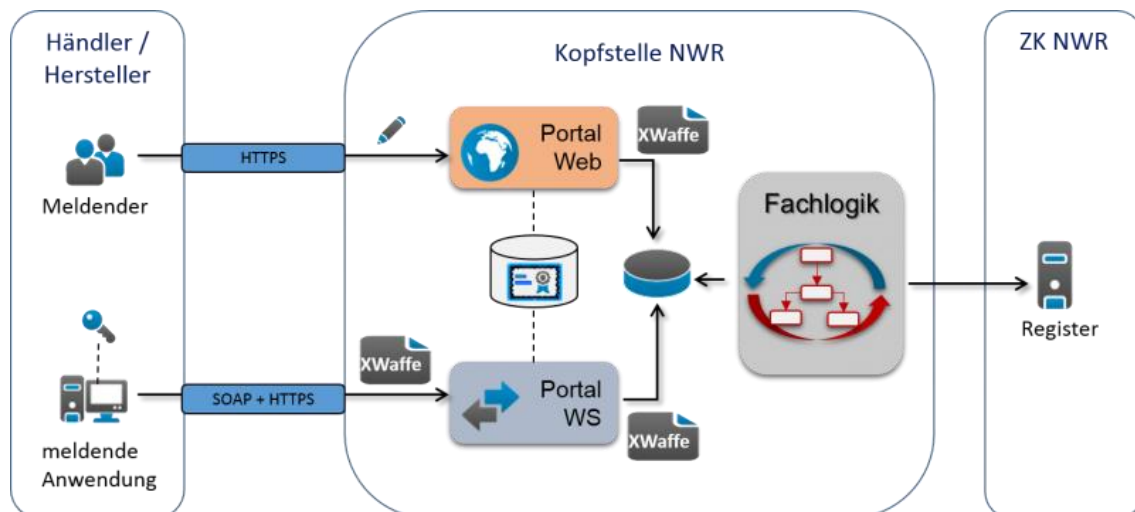 Händler /
Hersteller
Kopfstelle NWR
ZK NWR
XWaffe
Portal
Web
HTTPS
Meldender
Fachlogik
Register
XWaffe
Portal
WS
SOAP + HTTPS
XWaffe
meldende
Anwendung